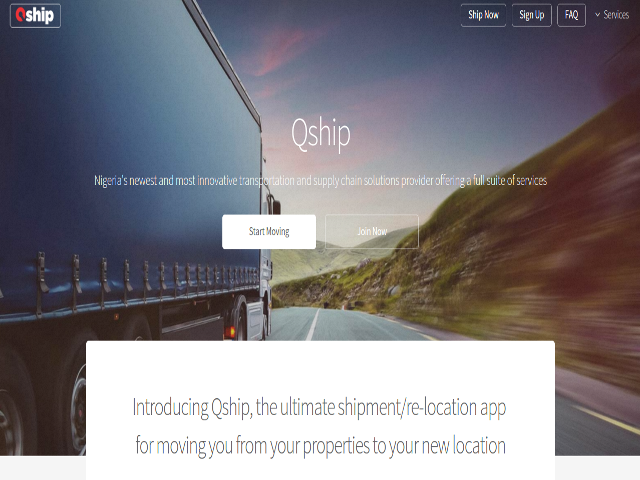 Qship
Ship Now
Sign Up
FAQ
Services
Qship
Nigeria's newest and most innovative transportation and supply chain solutions provider offering a full suite of services
Start Moving
Join Now
Introducing Qship, the ultimate shipment/re-location app
for moving you from your properties to your new location